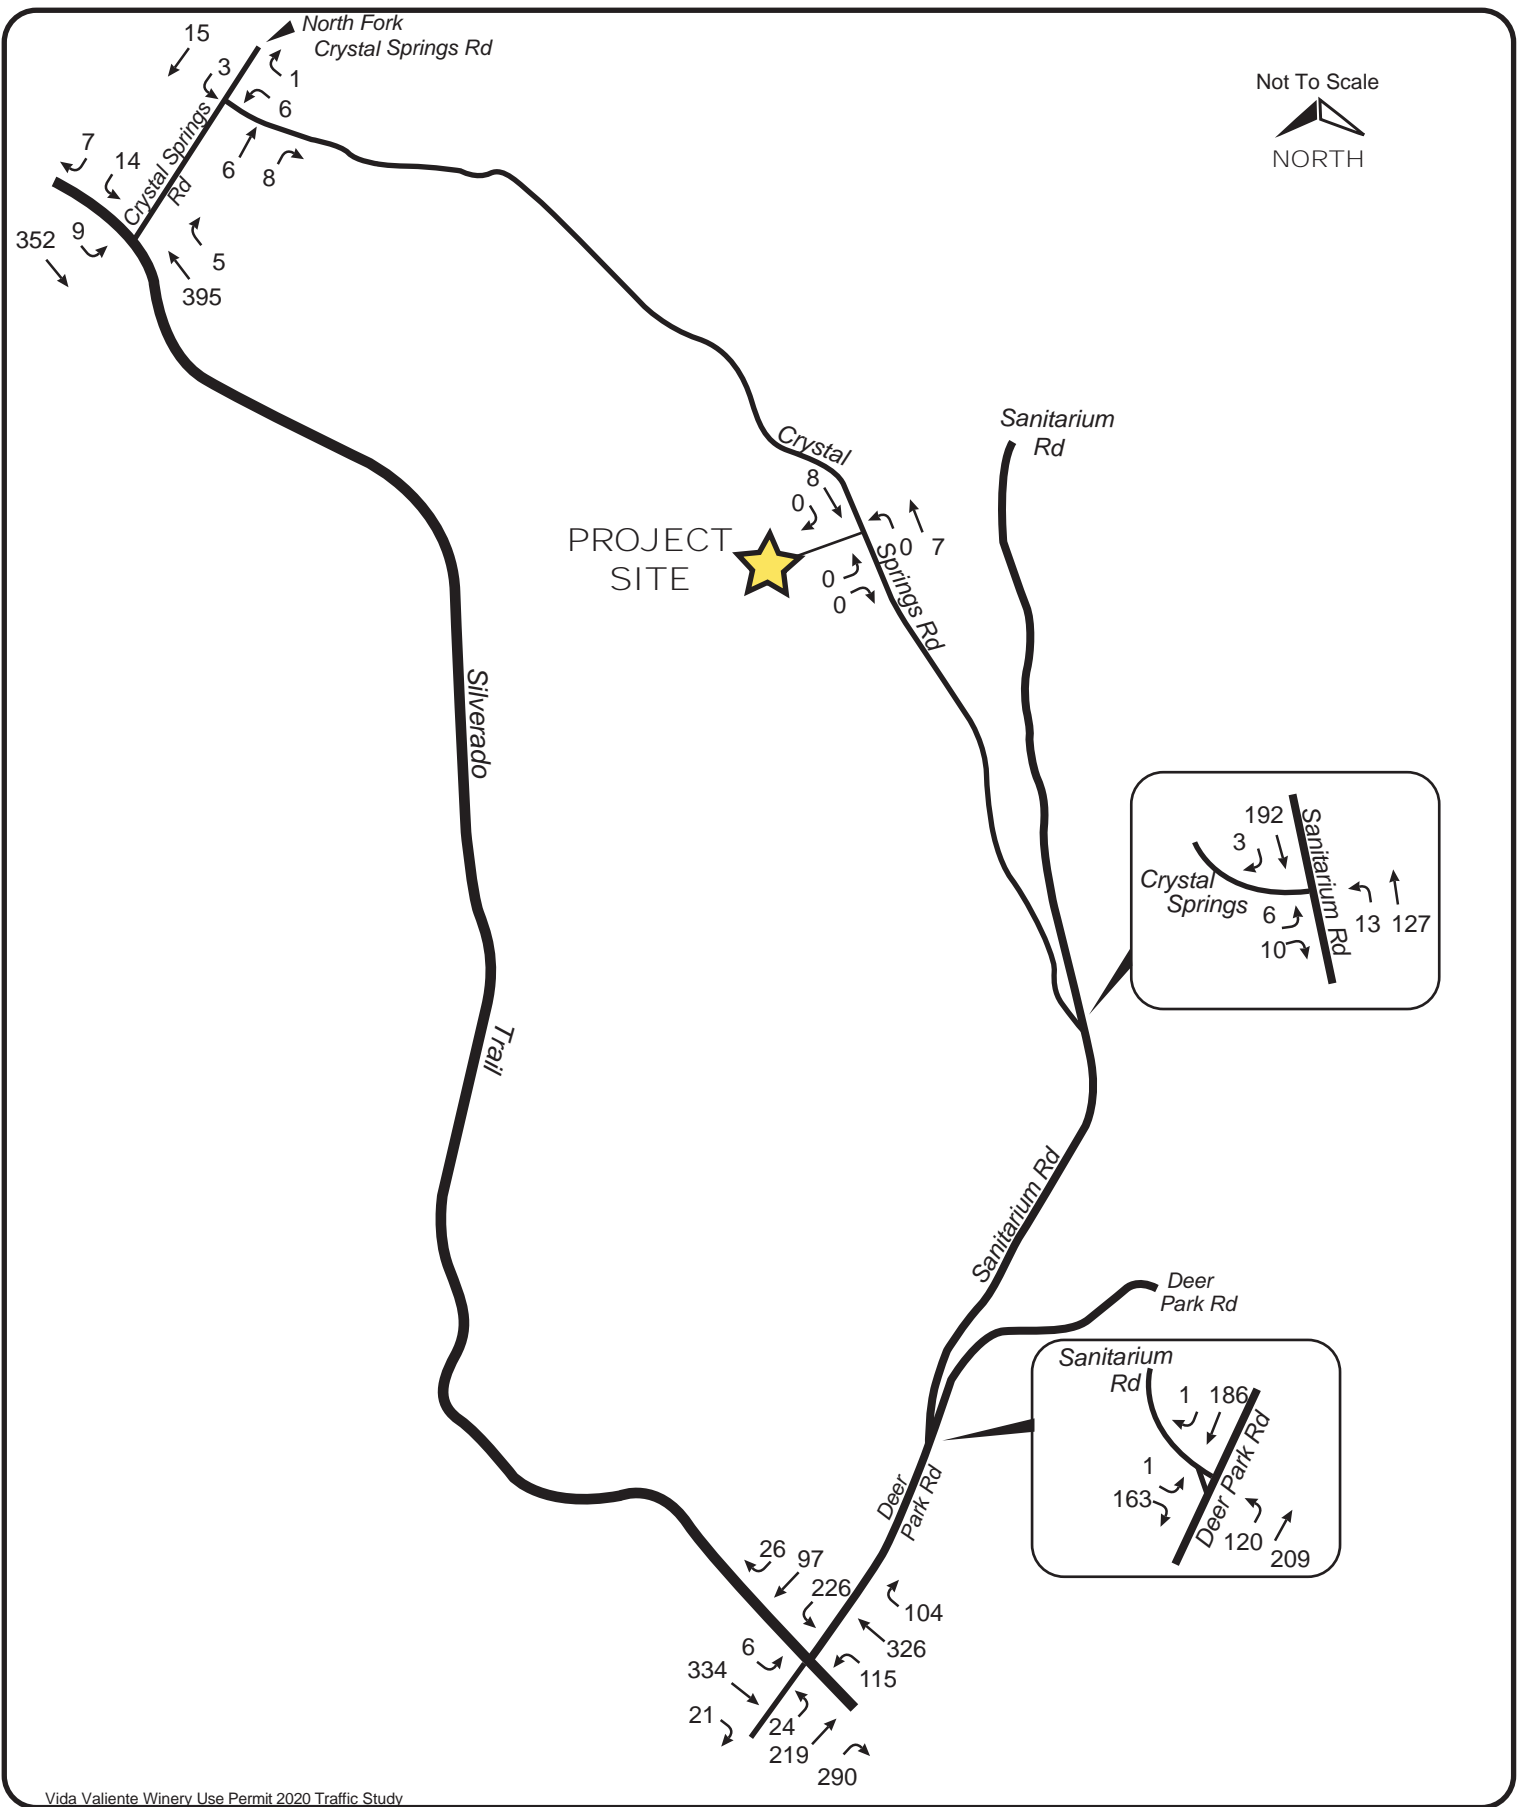 North Fork
Crystal Springs Rd
15
3
1
6
Not To Scale
NORTH
7
14
Crystal Springs
Rd
6
8
352
9
5
395
Sanitarium
Rd
Crystal
8
0
PROJECT
SITE
0
7
Springs Rd
0
0
Silverado
192
Sanitarium Rd
3
Crystal
Springs
6
13
127
10
Trail
Sanitarium Rd
Deer
Park Rd
Sanitarium
Rd
1
186
Deer Park Rd
1
163
120
209
Deer
Park Rd
26
97
226
104
326
6
115
334
21
24
219
290
Vida Valiente Winery Use Permit 2020 Traffic Study